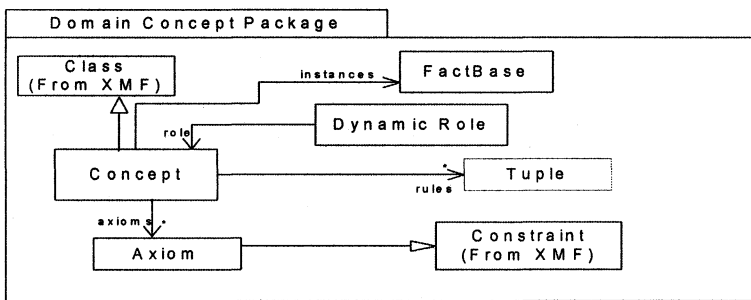 Domain Concept Package
Class
(From XMF)
instances
FactBase
Dynamic Role
role
Concept
*
rules
Tuple
axioms *
Axiom
Constraint
(From XMF)